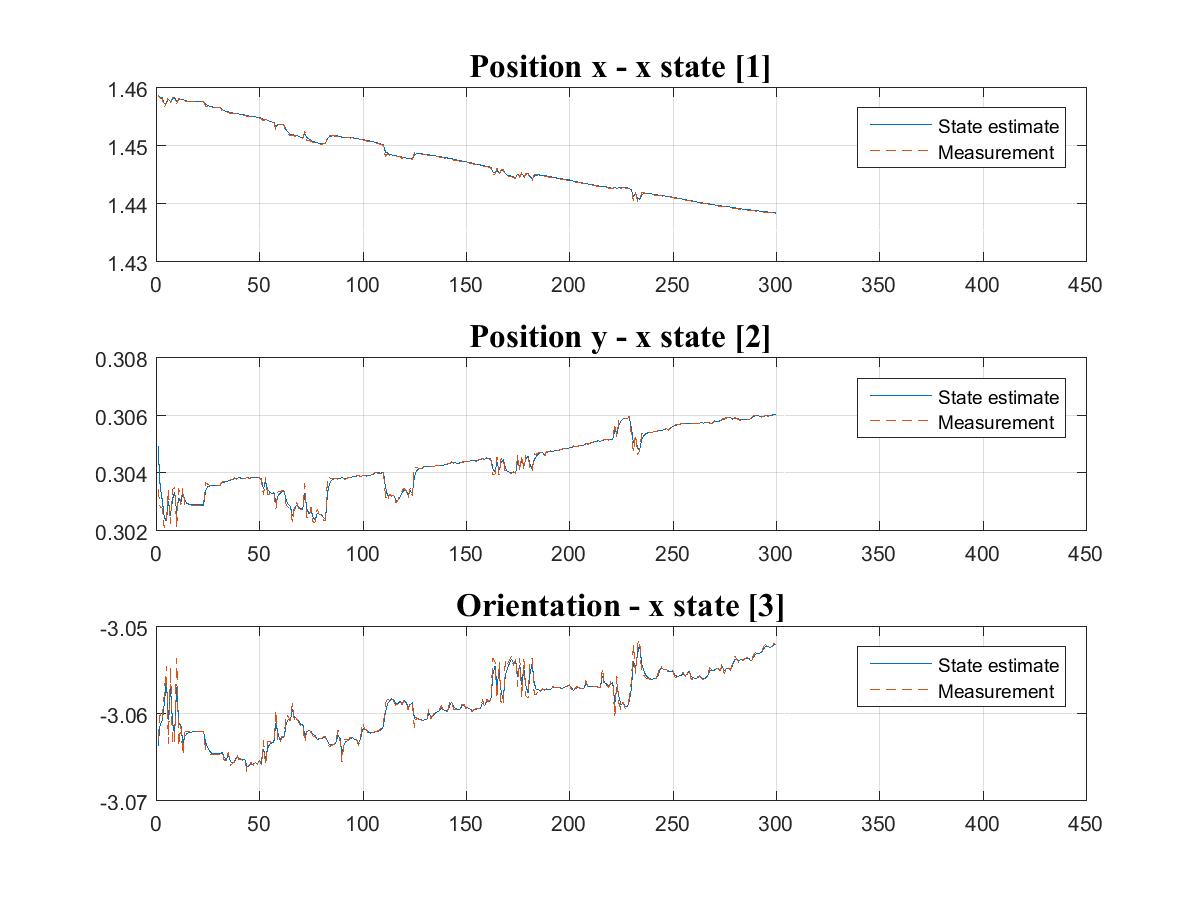 Position x - x state [1]
1.46
1.45
1.44
1.43
State estimate
Measurement
0 50 100 150 200 250 300 350 400 450
Position y - x state [2]
0.308
0.306
0.304
0.302
State estimate
Measurement
0 50 100 150 200 250 300 350 400 450
Orientation - x state [3]
-3.05
-3.06
-3.07
State estimate
Measurement
0 50 100 150 200 250 300 350 400 450